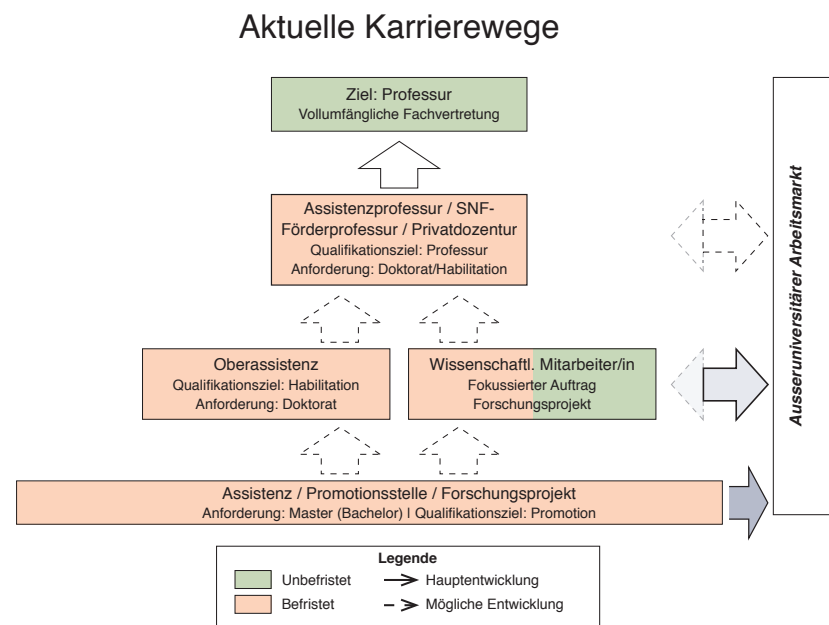 Aktuelle Karrierewege
Ziel: Professur
Vollumfängliche Fachvertretung
Assistenzprofessur / SNF-
Förderprofessur / Privatdozentur
Qualifikationsziel: Professur
Anforderung: Doktorat/Habilitation
Oberassistenz
Qualifikationsziel: Habilitation
Anforderung: Doktorat
Wissenschaftl. Mitarbeiter/in
Fokussierter Auftrag
Forschungsprojekt
Assistenz / Promotionsstelle / Forschungsprojekt
Anforderung: Master (Bachelor) I Qualifikationsziel: Promotion
Ausseruniversitärer Arbeitsmarkt
Legende
Unbefristet
Hauptentwicklung
Befristet
Mögliche Entwicklung